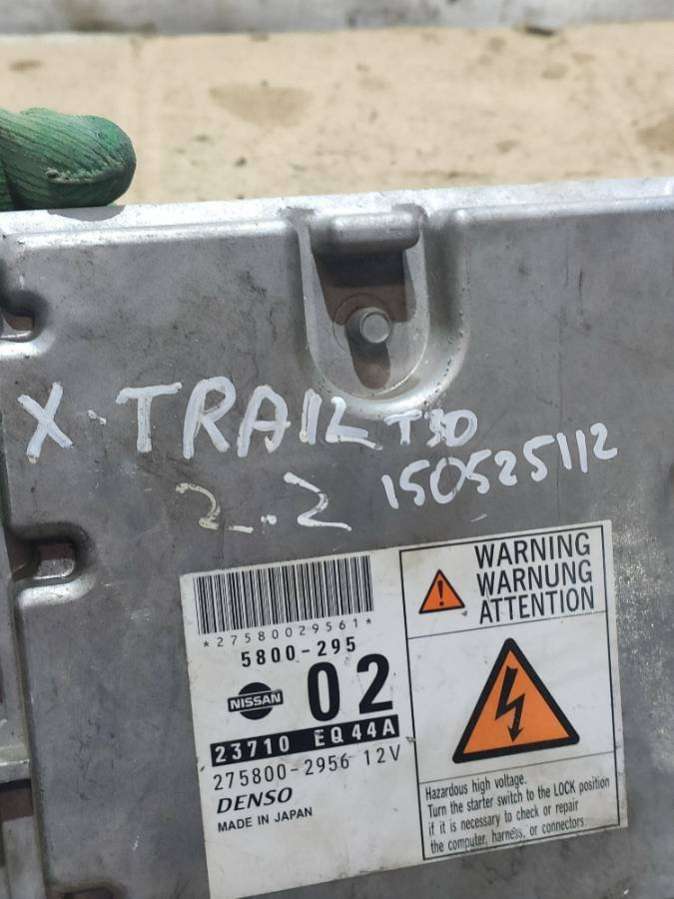 X-TRAIL T30
2.2 150525112
*27580029561*
5800-295
NISSAN
02
23710 EQ44A
275800-2956 12V
DENSO
MADE IN JAPAN
WARNING
WARNUNG
ATTENTION
Hazardous high voltage.
Turn the starter switch to the LOCK position
if it is necessary to check or repair
the computer, harness, or connectors.